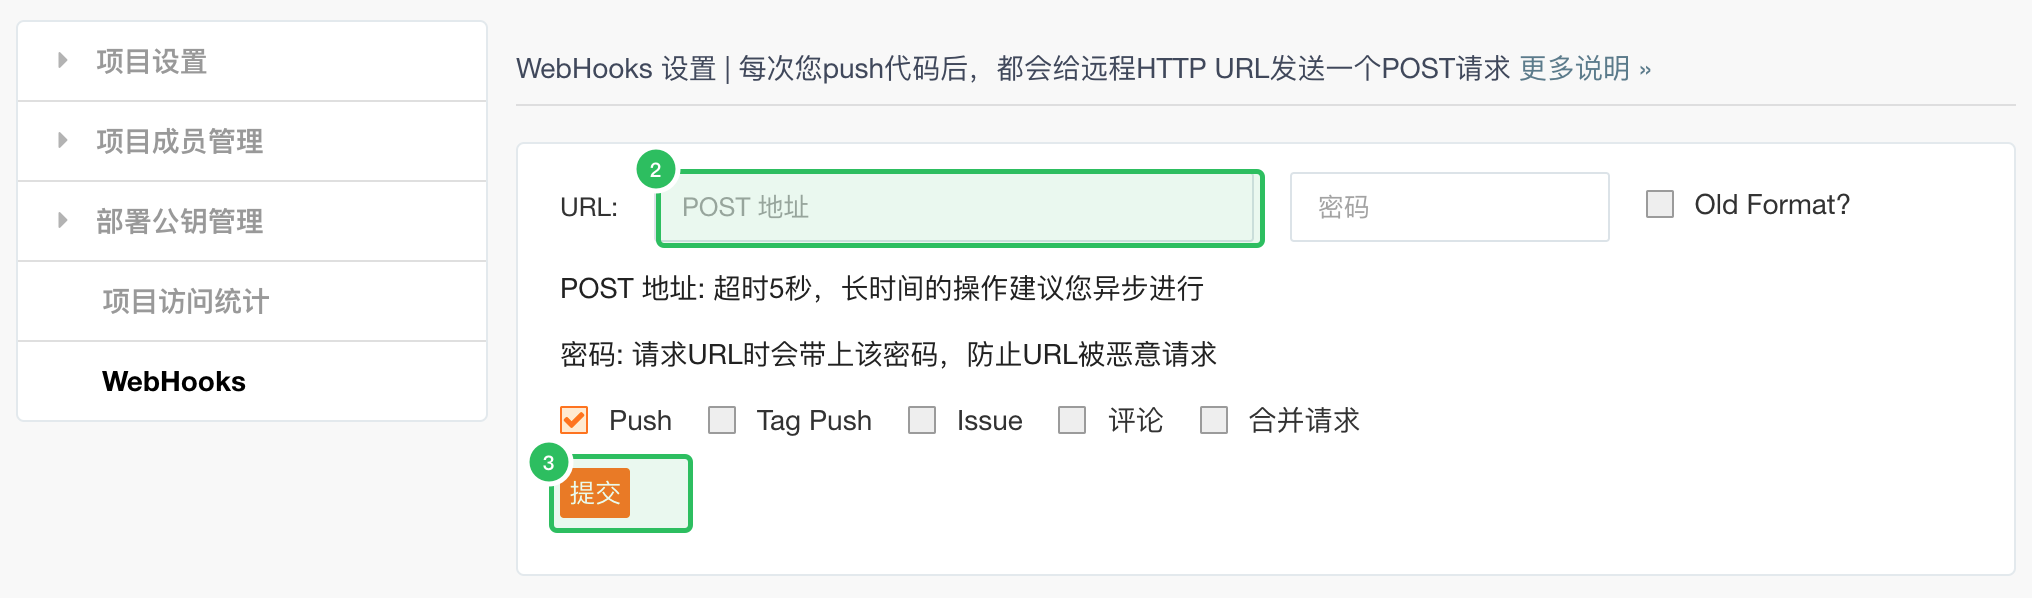 项目设置
项目成员管理
部署公钥管理
项目访问统计
WebHooks
WebHooks 设置 | 每次您push代码后，都会给远程HTTP URL发送一个POST请求 更多说明 »
2
URL: POST 地址 密码 Old Format?
POST 地址: 超时5秒，长时间的操作建议您异步进行
密码: 请求URL时会带上该密码，防止URL被恶意请求
Push Tag Push Issue 评论 合并请求
3
提交